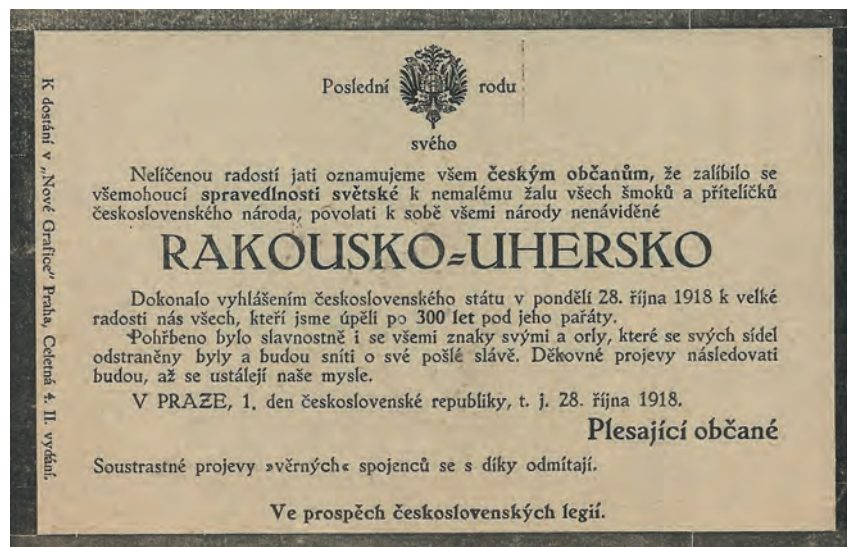 Poslední rodu
svého
Nelíčenou radostí jati oznamujeme všem českým občanům, že zalíbilo se
všemohoucí spravedlnosti světské k nemalému žalu všech šmoků a přítelíčků
československého národa, povolati k sobě všemi národy nenáviděné
RAKOUSKO-UHERSKO
Dokonalo vyhlášením československého státu v pondělí 28. října 1918 k velké
radosti nás všech, kteří jsme úpěli po 300 let pod jeho pařáty.
Pohřbeno bylo slavnostně i se všemi znaky svými a orly, které se svých sídel
odstraněny byly a budou sníti o své pošlé slávě. Děkovné projevy následovati
budou, až se ustálejí naše mysle.
V PRAZE, 1. den československé republiky, t. j. 28. října 1918.
Plesající občané
Soustrastné projevy »věrných« spojenců se s díky odmítají.
Ve prospěch československých legií.
K dostání v „Nové Grafice" Praha, Celetná 4. II. vydání.